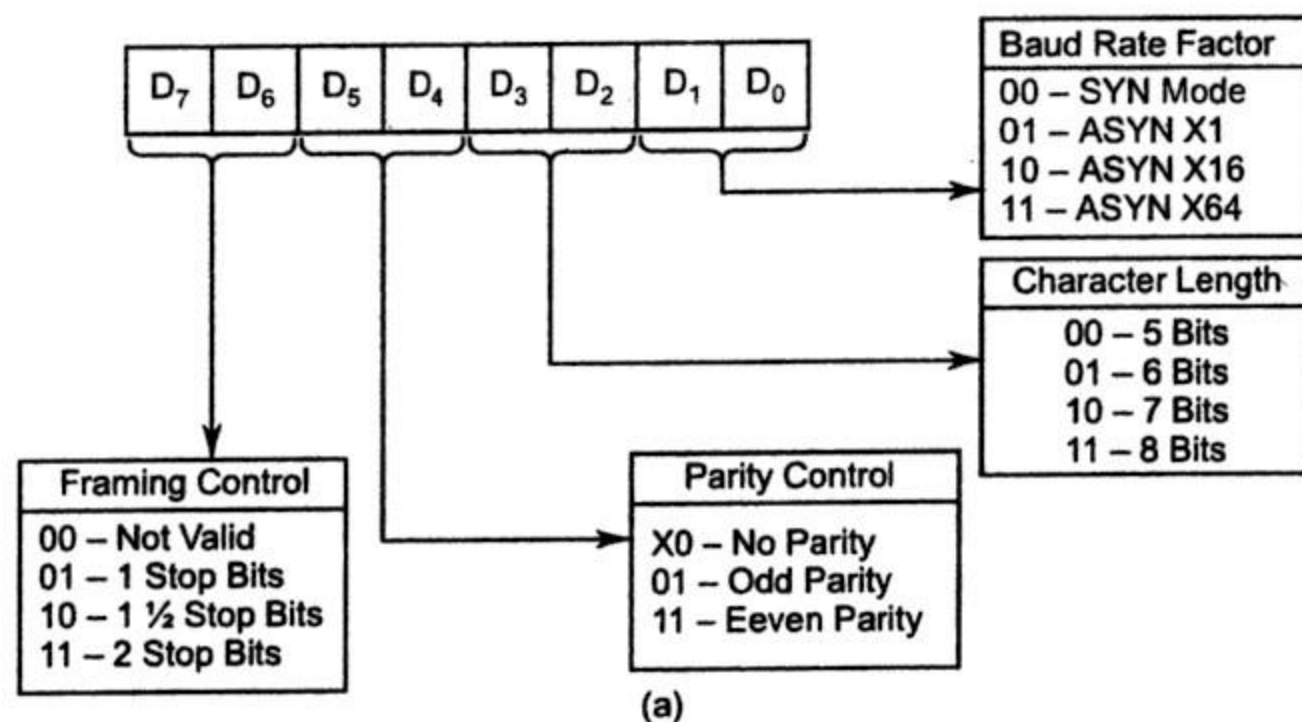 D7 D6 D5 D4 D3 D2 D1 D0
Baud Rate Factor
00 – SYN Mode
01 – ASYN X1
10 – ASYN X16
11 – ASYN X64
Character Length
00 – 5 Bits
01 – 6 Bits
10 – 7 Bits
11 – 8 Bits
Framing Control
00 – Not Valid
01 – 1 Stop Bits
10 – 1 ½ Stop Bits
11 – 2 Stop Bits
Parity Control
X0 – No Parity
01 – Odd Parity
11 – Eeven Parity
(a)